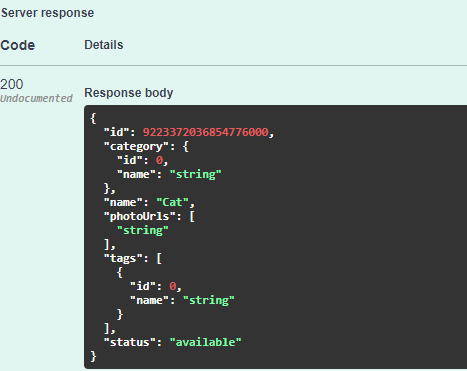 Server response
Code Details
200
Undocumented
Response body
{
  "id": 9223372036854776000,
  "category": {
    "id": 0,
    "name": "string"
  },
  "name": "Cat",
  "photoUrls": [
    "string"
  ],
  "tags": [
    {
      "id": 0,
      "name": "string"
    }
  ],
  "status": "available"
}